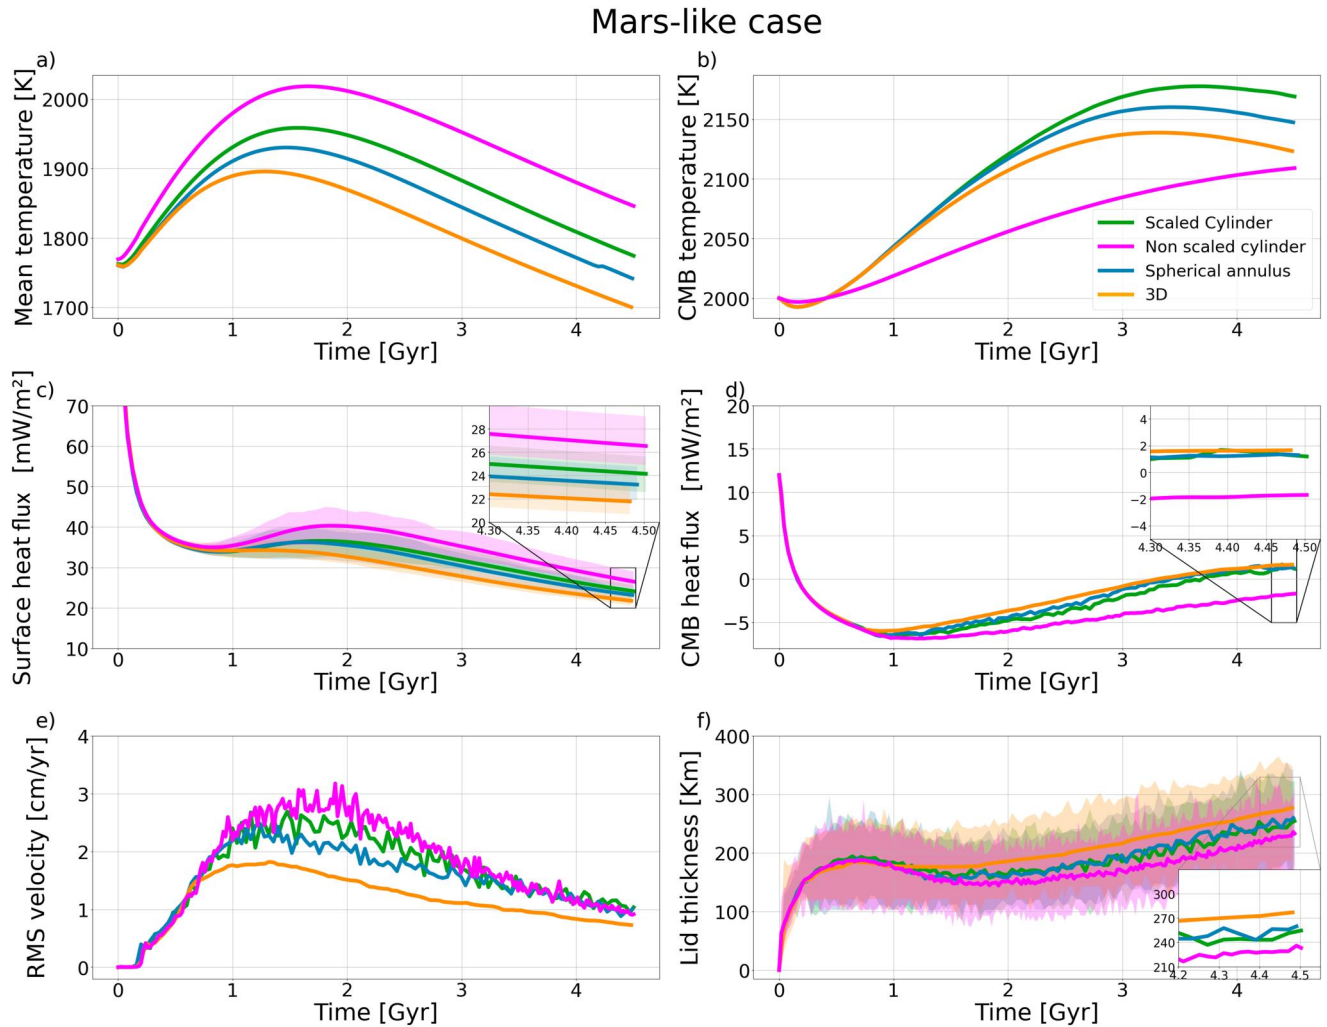 Mars-like case
a)
Mean temperature [K]
2000
1900
1800
1700
0 1 2 3 4
Time [Gyr]
b)
CMB temperature [K]
2150
2100
2050
2000
Scaled Cylinder
Non scaled cylinder
Spherical annulus
3D
0 1 2 3 4
Time [Gyr]
c)
Surface heat flux [mW/m²]
70
60
50
40
30
20
10
28
26
24
22
20
4.30 4.35 4.40 4.45 4.50
0 1 2 3 4
Time [Gyr]
d)
CMB heat flux [mW/m²]
20
15
10
5
0
−5
4
2
0
−2
−4
4.30 4.35 4.40 4.45 4.50
0 1 2 3 4
Time [Gyr]
e)
RMS velocity [cm/yr]
4
3
2
1
0
0 1 2 3 4
Time [Gyr]
f)
Lid thickness [Km]
400
300
200
100
0
300
270
240
210
4.2 4.3 4.4 4.5
0 1 2 3 4
Time [Gyr]